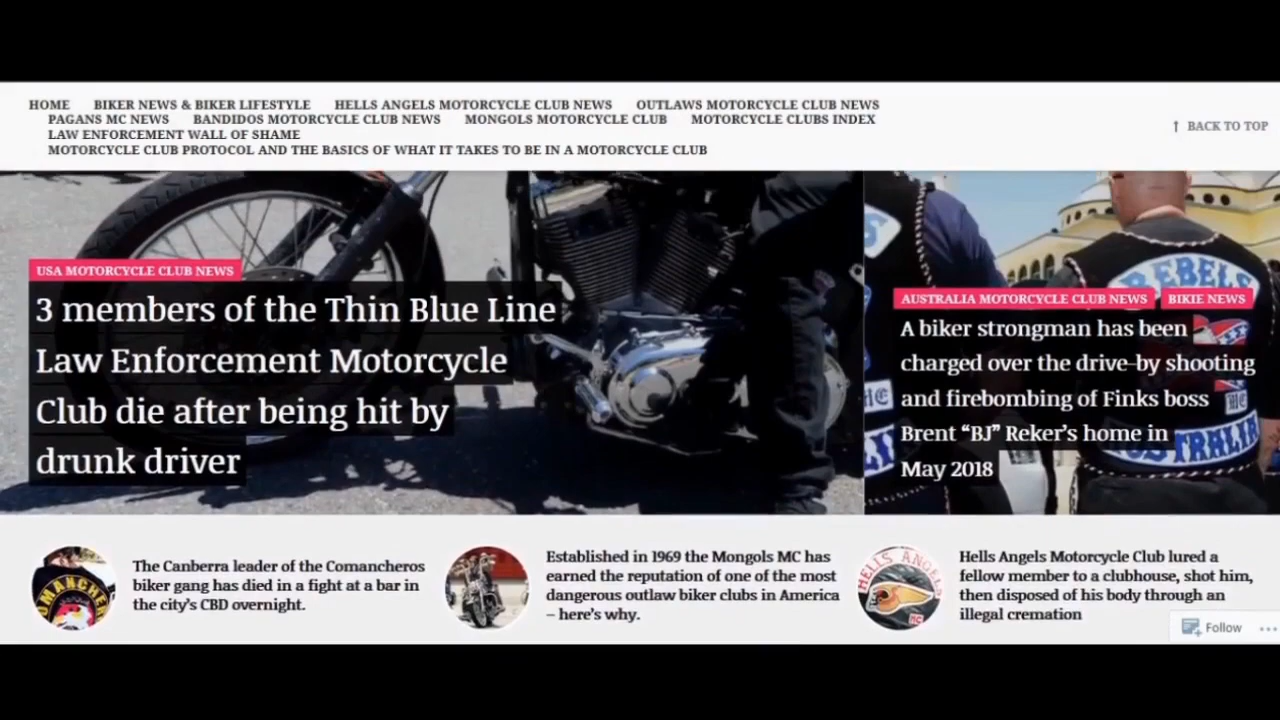 HOME BIKER NEWS & BIKER LIFESTYLE HELLS ANGELS MOTORCYCLE CLUB NEWS OUTLAWS MOTORCYCLE CLUB NEWS
PAGANS MC NEWS BANDIDOS MOTORCYCLE CLUB NEWS MONGOLS MOTORCYCLE CLUB MOTORCYCLE CLUBS INDEX
LAW ENFORCEMENT WALL OF SHAME
MOTORCYCLE CLUB PROTOCOL AND THE BASICS OF WHAT IT TAKES TO BE IN A MOTORCYCLE CLUB
↑ BACK TO TOP
USA MOTORCYCLE CLUB NEWS
3 members of the Thin Blue Line
Law Enforcement Motorcycle
Club die after being hit by
drunk driver
REBELS
AUSTRALIA MOTORCYCLE CLUB NEWS BIKIE NEWS
A biker strongman has been
charged over the drive-by shooting
and firebombing of Finks boss
Brent “BJ” Reker’s home in
May 2018
MC
The Canberra leader of the Comancheros
biker gang has died in a fight at a bar in
the city’s CBD overnight.
Established in 1969 the Mongols MC has
earned the reputation of one of the most
dangerous outlaw biker clubs in America
– here’s why.
HELLS ANGELS
MC
Hells Angels Motorcycle Club lured a
fellow member to a clubhouse, shot him,
then disposed of his body through an
illegal cremation
Follow